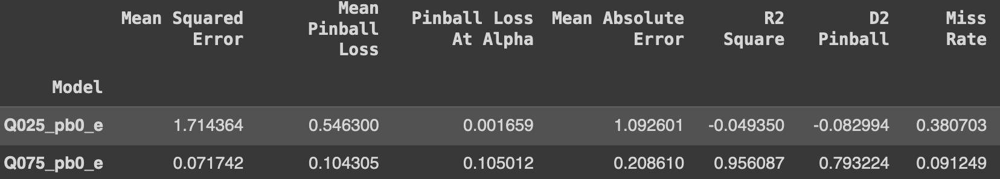 Mean Squared Error Mean Pinball Loss Pinball Loss At Alpha Mean Absolute Error R2 Square D2 Pinball Miss Rate
Model
Q025_pb0_e 1.714364 0.546300 0.001659 1.092601 -0.049350 -0.082994 0.380703
Q075_pb0_e 0.071742 0.104305 0.105012 0.208610 0.956087 0.793224 0.091249